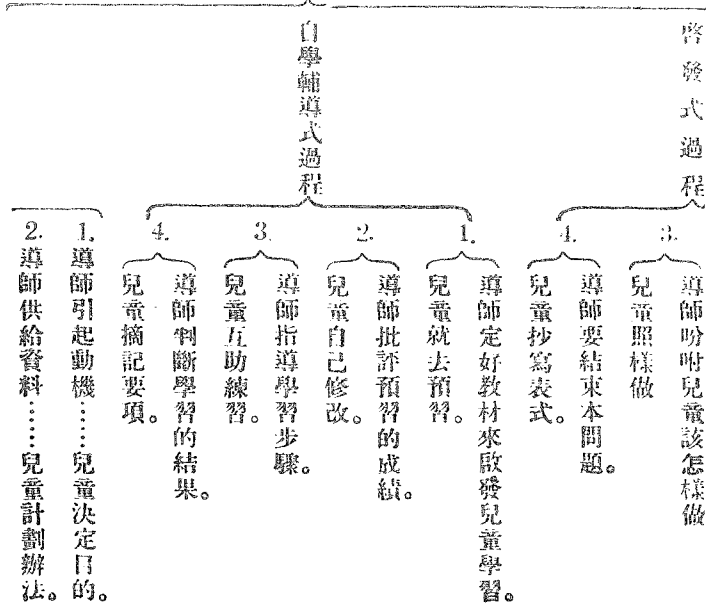 啓發式過程
3.
導師吩咐兒童該怎樣做
兒童照樣做
4.
導師要結束本問題。
兒童抄寫表式。
自學輔導式過程
1.
導師定好教材來啟發兒童學習。
兒童就去預習。
2.
導師批評預習的成績。
兒童自己修改。
3.
導師指導學習步驟。
兒童互助練習。
4.
導師判斷學習的結果。
兒童摘記要項。
1.導師引起動機……兒童決定目的。
2.導師供給資料……兒童計劃辦法。